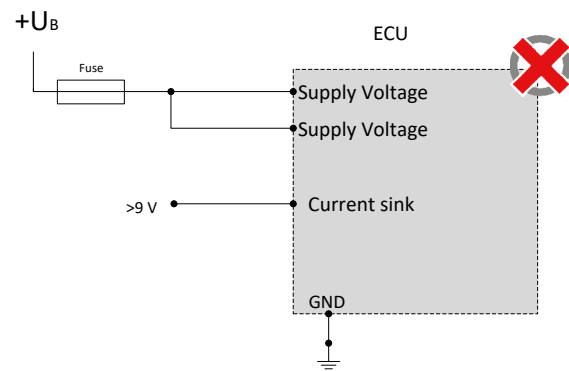 +UB
ECU
Fuse
Supply Voltage
Supply Voltage
>9 V
Current sink
GND